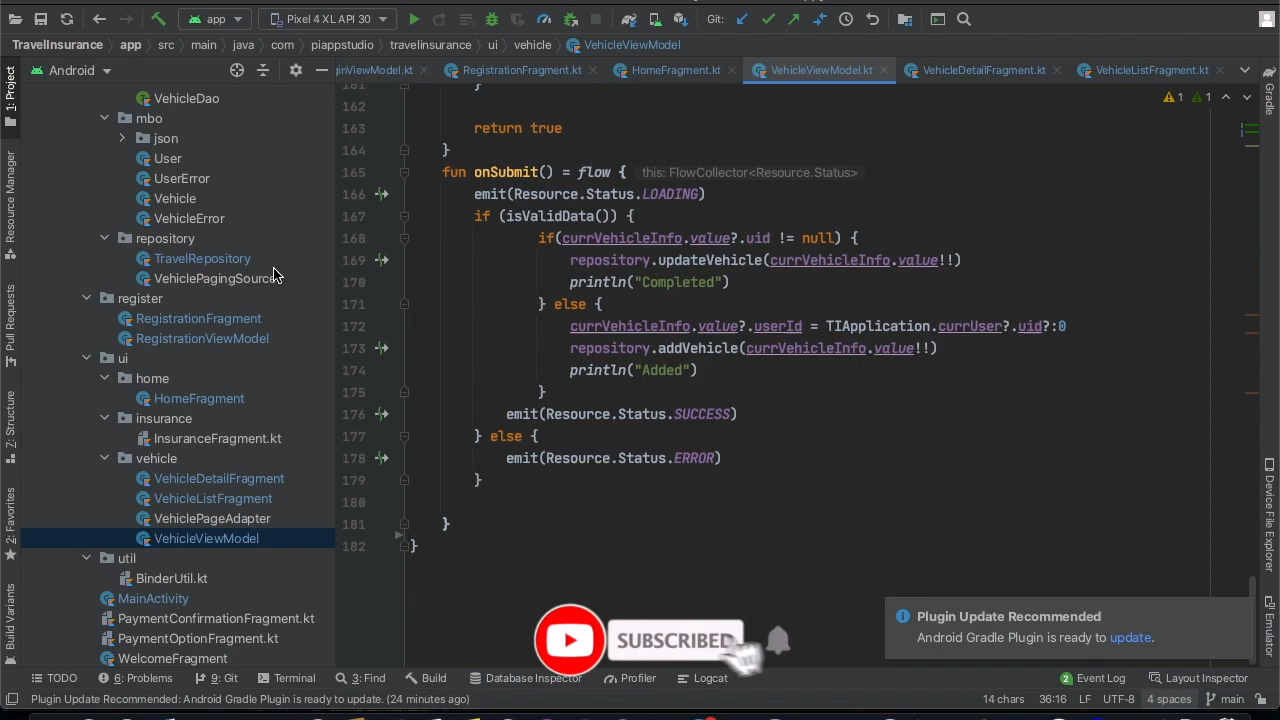 app
Pixel 4 XL API 30
Git:
TravelInsurance
app
src
main
java
com
piappstudio
travelinsurance
ui
vehicle
VehicleViewModel
Android
ginViewModel.kt
RegistrationFragment.kt
HomeFragment.kt
VehicleViewModel.kt
VehicleDetailFragment.kt
VehicleListFragment.kt
1: Project
Resource Manager
Pull Requests
7: Structure
2: Favorites
Build Variants
VehicleDao
mbo
json
User
UserError
Vehicle
VehicleError
repository
TravelRepository
VehiclePagingSource
register
RegistrationFragment
RegistrationViewModel
ui
home
HomeFragment
insurance
InsuranceFragment.kt
vehicle
VehicleDetailFragment
VehicleListFragment
VehiclePageAdapter
VehicleViewModel
util
BinderUtil.kt
MainActivity
PaymentConfirmationFragment.kt
PaymentOptionFragment.kt
WelcomeFragment
1 1
181 }
162
163 return true
164 }
165 fun onSubmit() = flow { this: FlowCollector<Resource.Status>
166 emit(Resource.Status.LOADING)
167 if (isValidData()) {
168 if(currVehicleInfo.value?.uid != null) {
169 repository.updateVehicle(currVehicleInfo.value!!)
170 println("Completed")
171 } else {
172 currVehicleInfo.value?.userId = TIApplication.currUser?.uid?:0
173 repository.addVehicle(currVehicleInfo.value!!)
174 println("Added")
175 }
176 emit(Resource.Status.SUCCESS)
177 } else {
178 emit(Resource.Status.ERROR)
179 }
180
181 }
182 }
Gradle
Device File Explorer
Emulator
Plugin Update Recommended
Android Gradle Plugin is ready to update.
SUBSCRIBED
TODO
6: Problems
9: Git
Terminal
3: Find
Build
Database Inspector
Profiler
Logcat
2 Event Log
Layout Inspector
Plugin Update Recommended: Android Gradle Plugin is ready to update. (24 minutes ago)
14 chars
36:16
LF
UTF-8
4 spaces
main